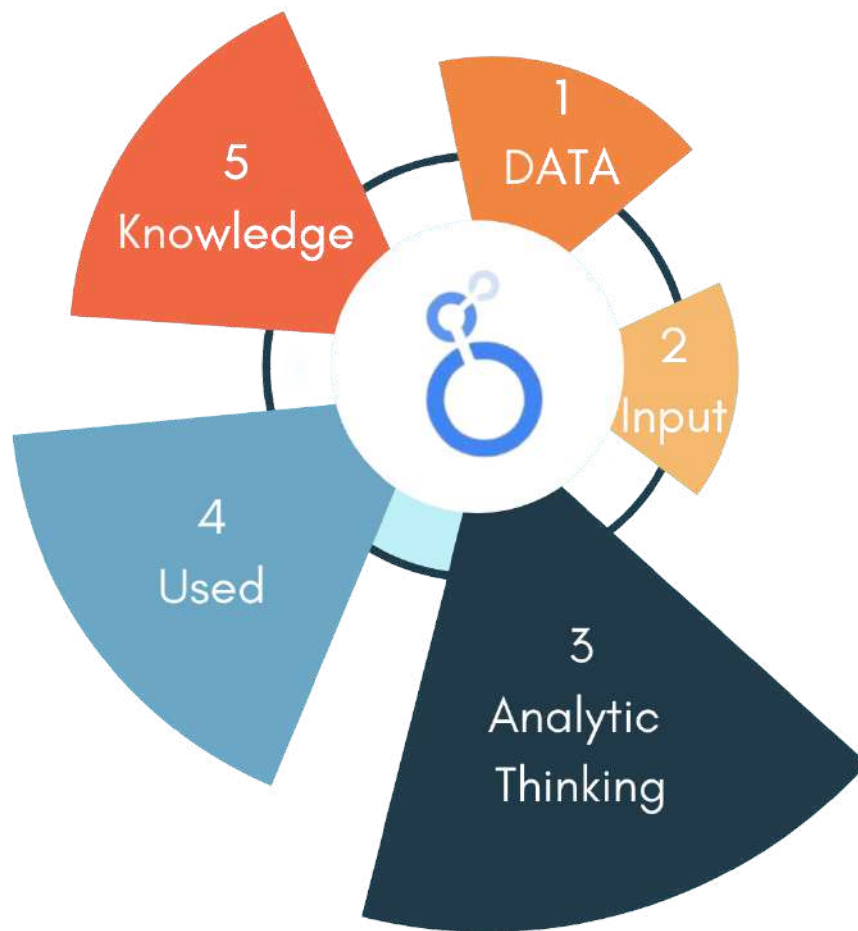 1
DATA
2
Input
3
Analytic
Thinking
4
Used
5
Knowledge